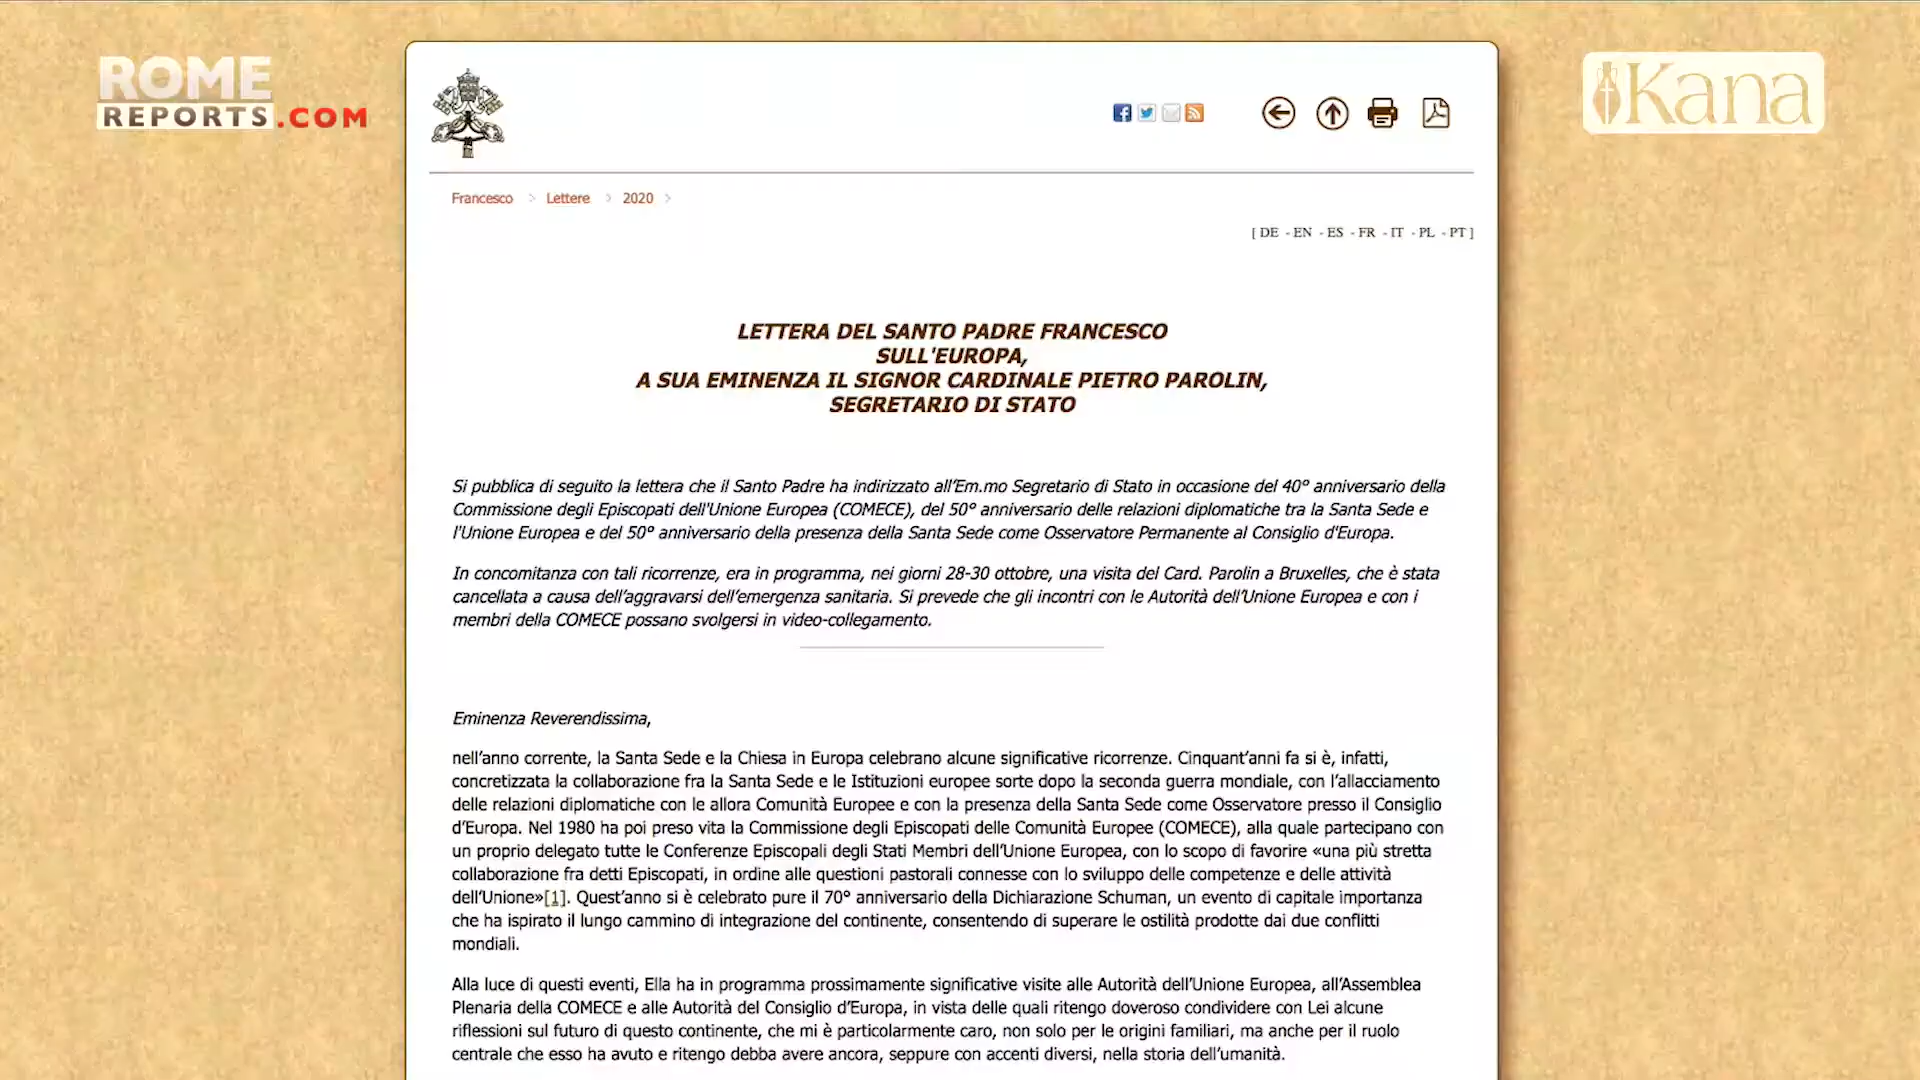 ROME
REPORTS.COM
Kana
Francesco > Lettere > 2020 >
[ DE - EN - ES - FR - IT - PL - PT ]
LETTERA DEL SANTO PADRE FRANCESCO
SULL'EUROPA,
A SUA EMINENZA IL SIGNOR CARDINALE PIETRO PAROLIN,
SEGRETARIO DI STATO
Si pubblica di seguito la lettera che il Santo Padre ha indirizzato all'Em.mo Segretario di Stato in occasione del 40° anniversario della
Commissione degli Episcopati dell'Unione Europea (COMECE), del 50° anniversario delle relazioni diplomatiche tra la Santa Sede e
l'Unione Europea e del 50° anniversario della presenza della Santa Sede come Osservatore Permanente al Consiglio d'Europa.
In concomitanza con tali ricorrenze, era in programma, nei giorni 28-30 ottobre, una visita del Card. Parolin a Bruxelles, che è stata
cancellata a causa dell’aggravarsi dell’emergenza sanitaria. Si prevede che gli incontri con le Autorità dell’Unione Europea e con i
membri della COMECE possano svolgersi in video-collegamento.
Eminenza Reverendissima,
nell’anno corrente, la Santa Sede e la Chiesa in Europa celebrano alcune significative ricorrenze. Cinquant’anni fa si è, infatti,
concretizzata la collaborazione fra la Santa Sede e le Istituzioni europee sorte dopo la seconda guerra mondiale, con l’allacciamento
delle relazioni diplomatiche con le allora Comunità Europee e con la presenza della Santa Sede come Osservatore presso il Consiglio
d’Europa. Nel 1980 ha poi preso vita la Commissione degli Episcopati delle Comunità Europee (COMECE), alla quale partecipano con
un proprio delegato tutte le Conferenze Episcopali degli Stati Membri dell’Unione Europea, con lo scopo di favorire «una più stretta
collaborazione fra detti Episcopati, in ordine alle questioni pastorali connesse con lo sviluppo delle competenze e delle attività
dell’Unione»[1]. Quest’anno si è celebrato pure il 70° anniversario della Dichiarazione Schuman, un evento di capitale importanza
che ha ispirato il lungo cammino di integrazione del continente, consentendo di superare le ostilità prodotte dai due conflitti
mondiali.
Alla luce di questi eventi, Ella ha in programma prossimamente significative visite alle Autorità dell’Unione Europea, all’Assemblea
Plenaria della COMECE e alle Autorità del Consiglio d’Europa, in vista delle quali ritengo doveroso condividere con Lei alcune
riflessioni sul futuro di questo continente, che mi è particolarmente caro, non solo per le origini familiari, ma anche per il ruolo
centrale che esso ha avuto e ritengo debba avere ancora, seppure con accenti diversi, nella storia dell’umanità.